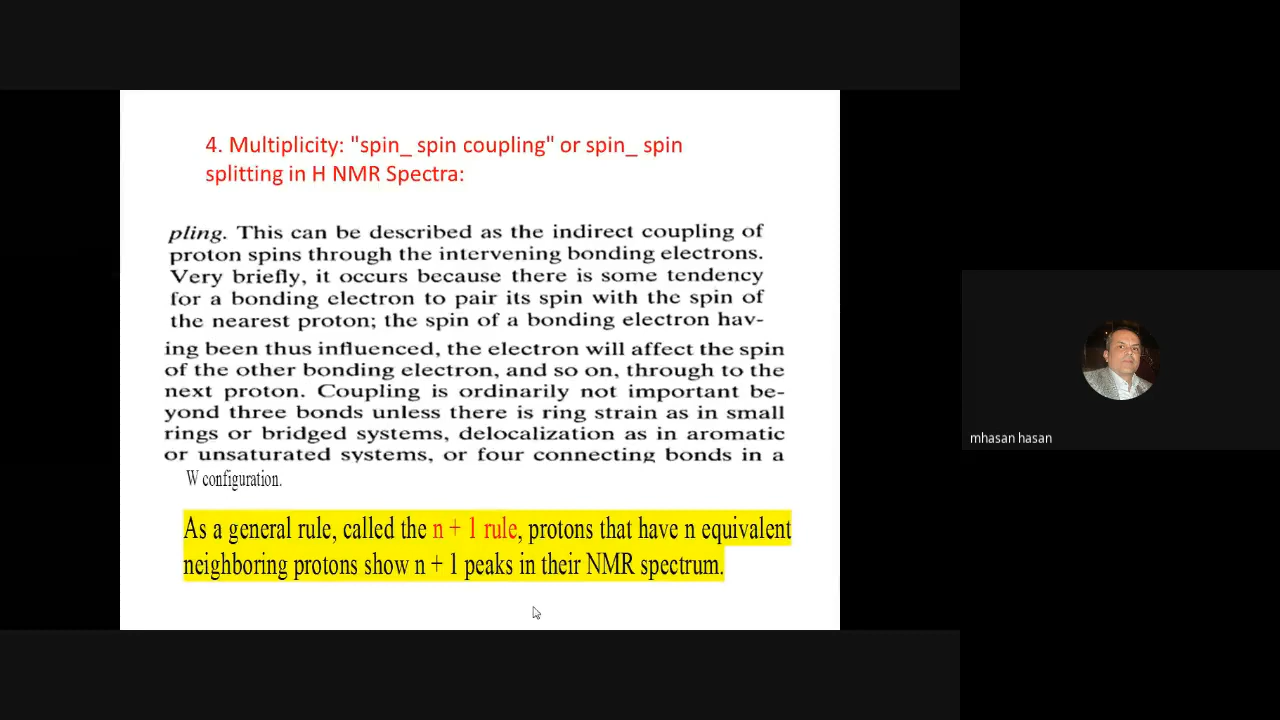 4. Multiplicity: "spin_ spin coupling" or spin_ spin
splitting in H NMR Spectra:
pling. This can be described as the indirect coupling of
proton spins through the intervening bonding electrons.
Very briefly, it occurs because there is some tendency
for a bonding electron to pair its spin with the spin of
the nearest proton; the spin of a bonding electron hav-
ing been thus influenced, the electron will affect the spin
of the other bonding electron, and so on, through to the
next proton. Coupling is ordinarily not important be-
yond three bonds unless there is ring strain as in small
rings or bridged systems, delocalization as in aromatic
or unsaturated systems, or four connecting bonds in a
W configuration.
As a general rule, called the n + 1 rule, protons that have n equivalent
neighboring protons show n + 1 peaks in their NMR spectrum.
mhasan hasan